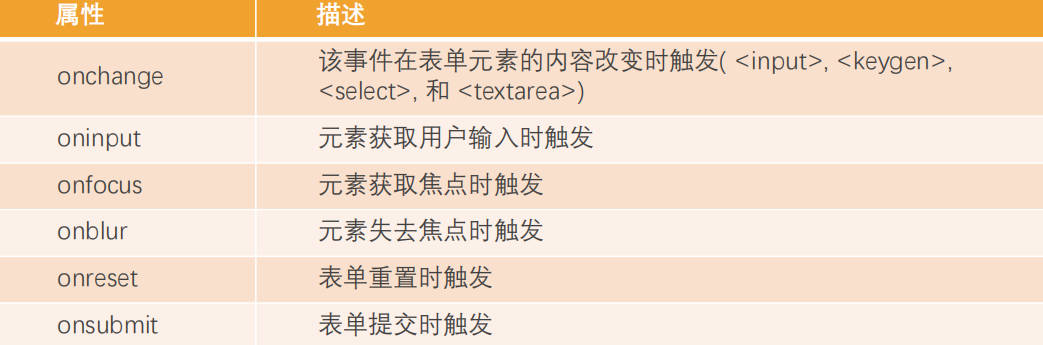 属性 描述
onchange 该事件在表单元素的内容改变时触发( <input>, <keygen>,
<select>, 和 <textarea>)
oninput 元素获取用户输入时触发
onfocus 元素获取焦点时触发
onblur 元素失去焦点时触发
onreset 表单重置时触发
onsubmit 表单提交时触发